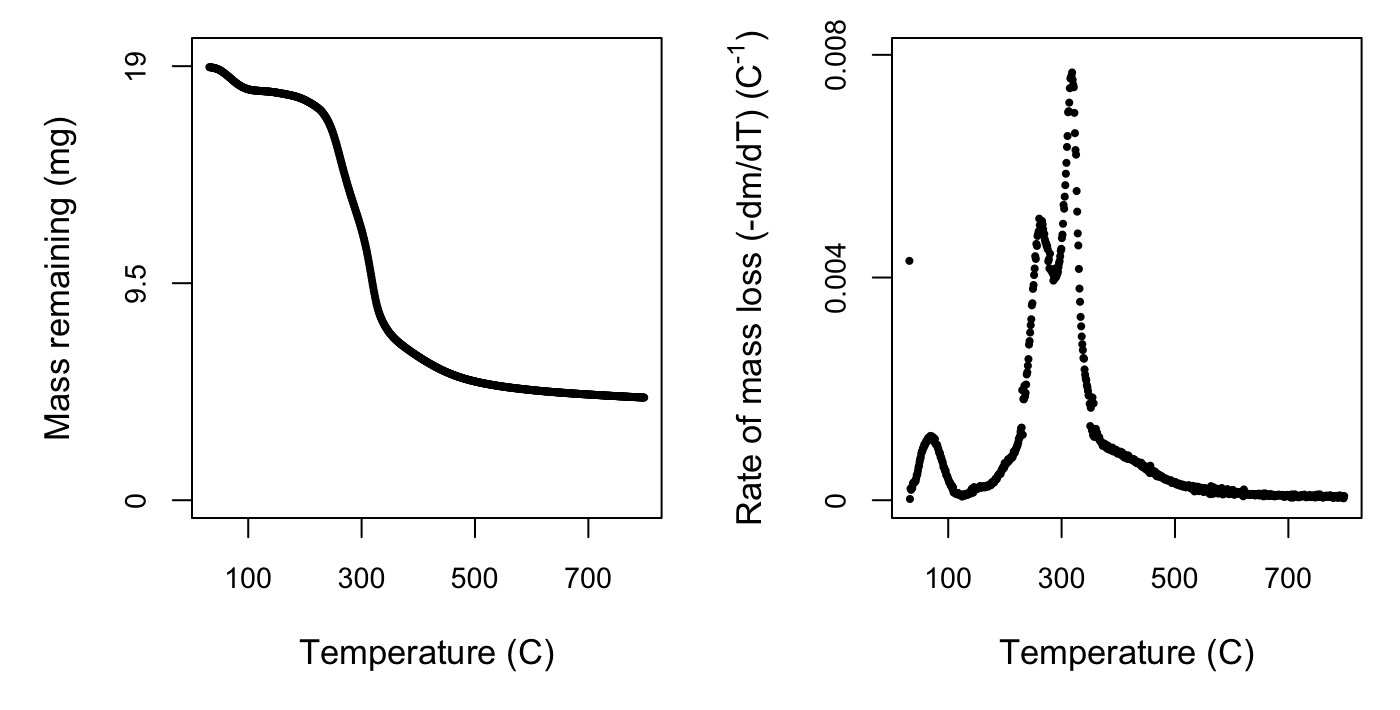 Mass remaining (mg)
19
9.5
0
100 300 500 700
Temperature (C)
Rate of mass loss (-dm/dT) (C⁻¹)
0.008
0.004
0
100 300 500 700
Temperature (C)